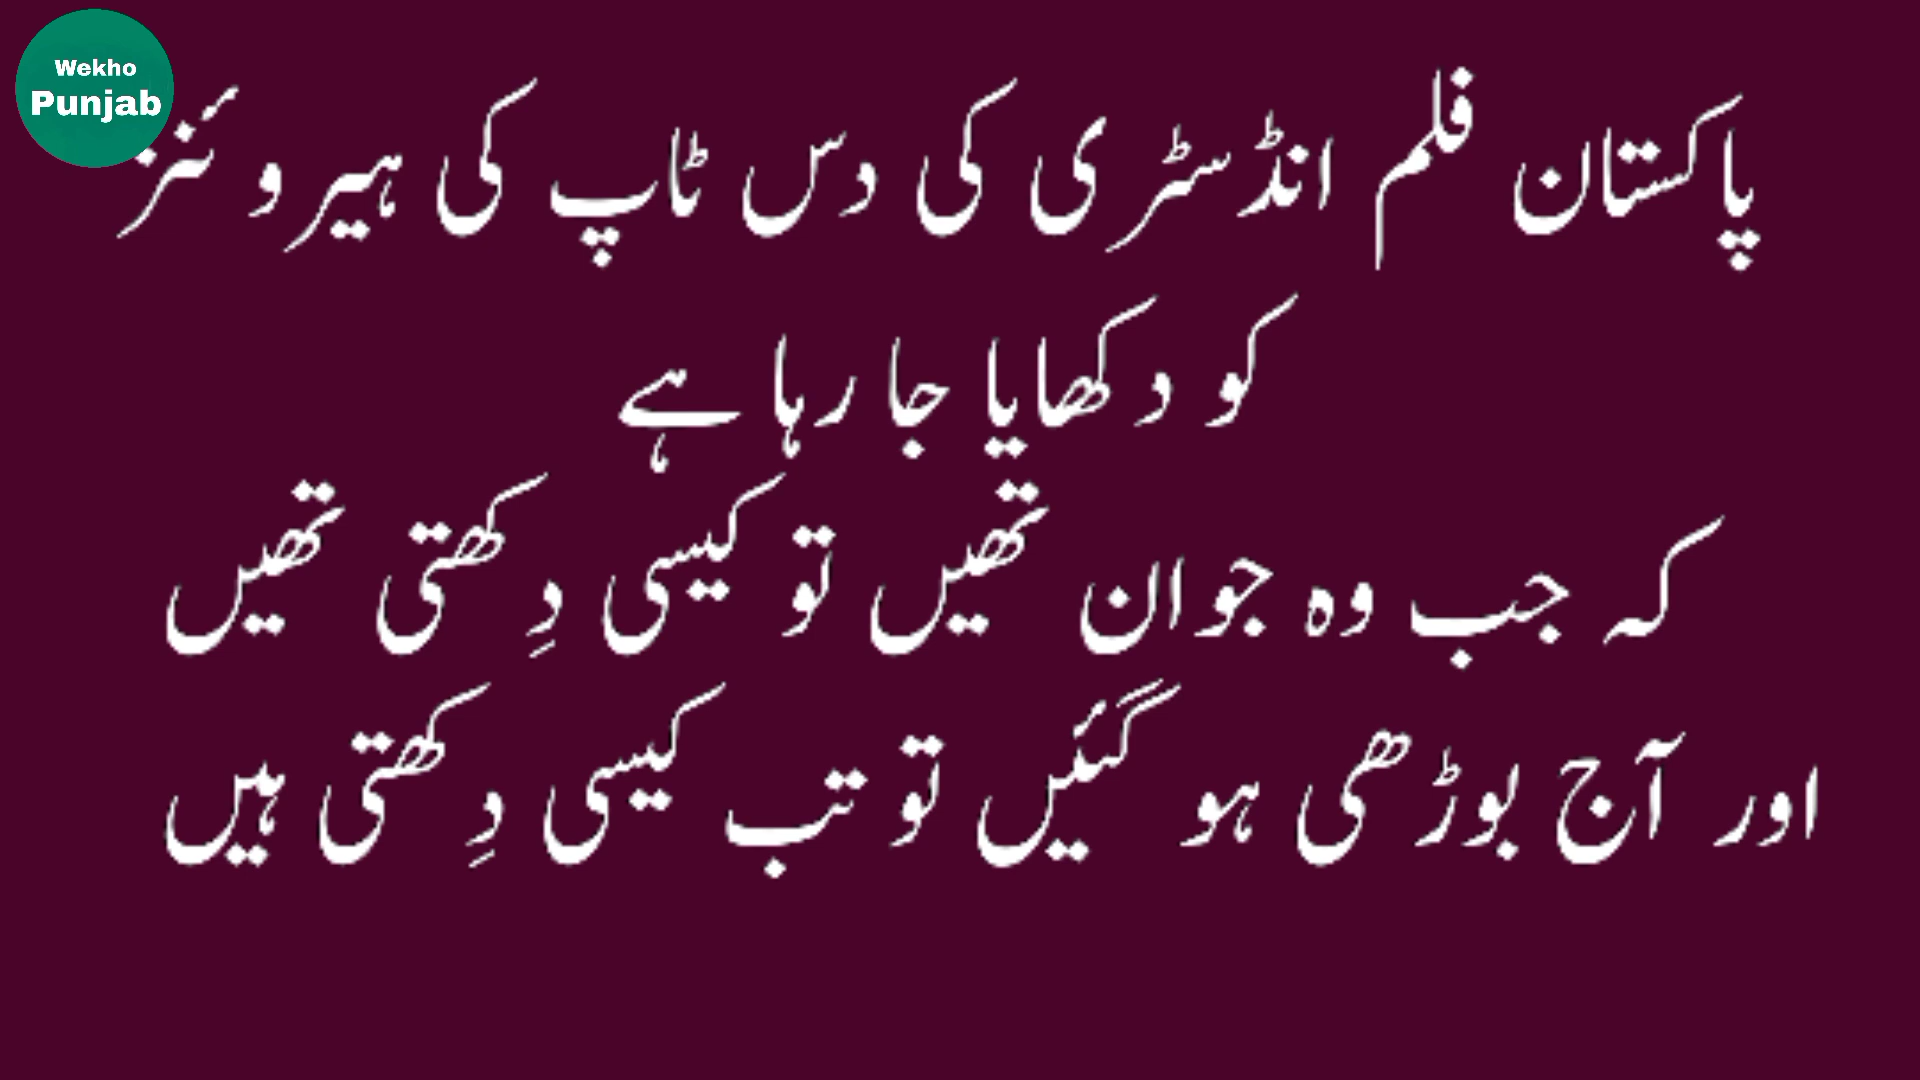 Wekho
Punjab
پاکستان فلم انڈسٹری کی دس ٹاپ کی ہیروئنز
کو دکھایا جا رہا ہے
کہ جب وہ جوان تھیں تو کیسی دِکھتی تھیں
اور آج بوڑھی ہو گئیں تو تب کیسی دِکھتی ہیں